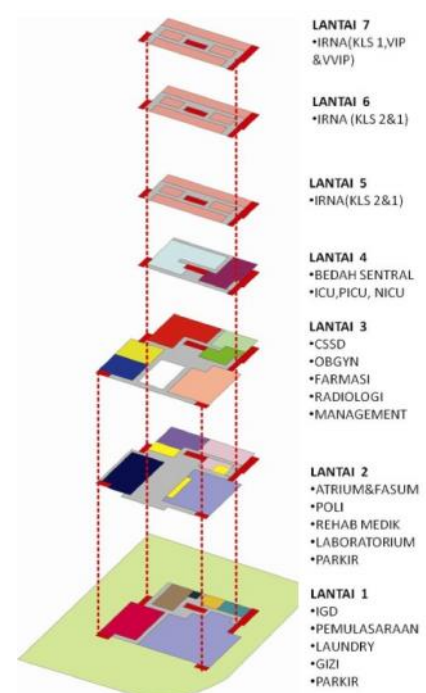 LANTAI 7
•IRNA(KLS 1,VIP
&VVIP)
LANTAI 6
•IRNA (KLS 2&1)
LANTAI 5
•IRNA(KLS 2&1)
LANTAI 4
•BEDAH SENTRAL
•ICU,PICU, NICU
LANTAI 3
•CSSD
•OBGYN
•FARMASI
•RADIOLOGI
•MANAGEMENT
LANTAI 2
•ATRIUM&FASUM
•POLI
•REHAB MEDIK
•LABORATORIUM
•PARKIR
LANTAI 1
•IGD
•PEMULASARAAN
•LAUNDRY
•GIZI
•PARKIR